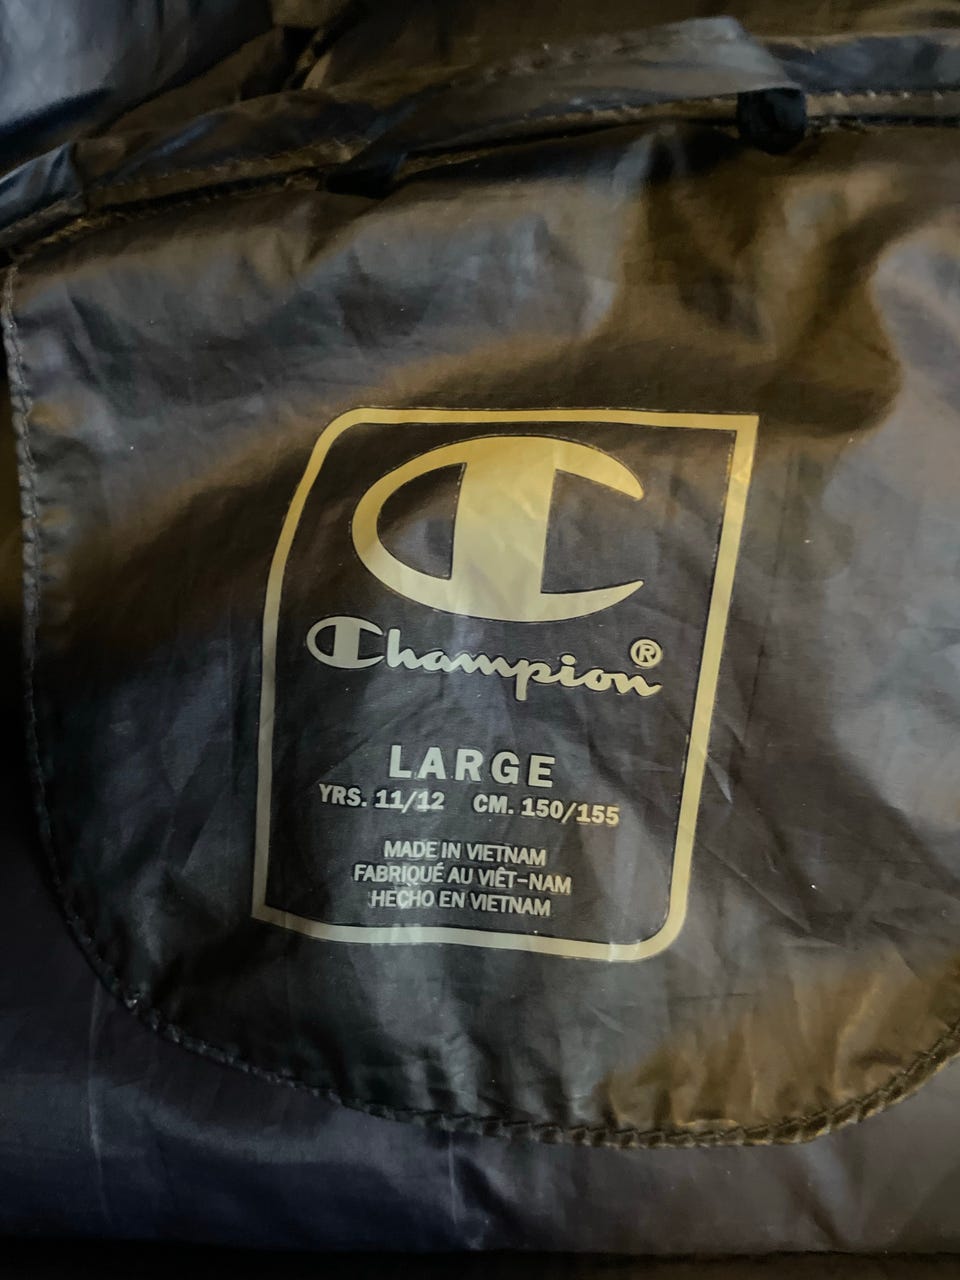 C
Champion®
LARGE
YRS. 11/12 CM. 150/155
MADE IN VIETNAM
FABRIQUÉ AU VIÊT-NAM
HECHO EN VIETNAM